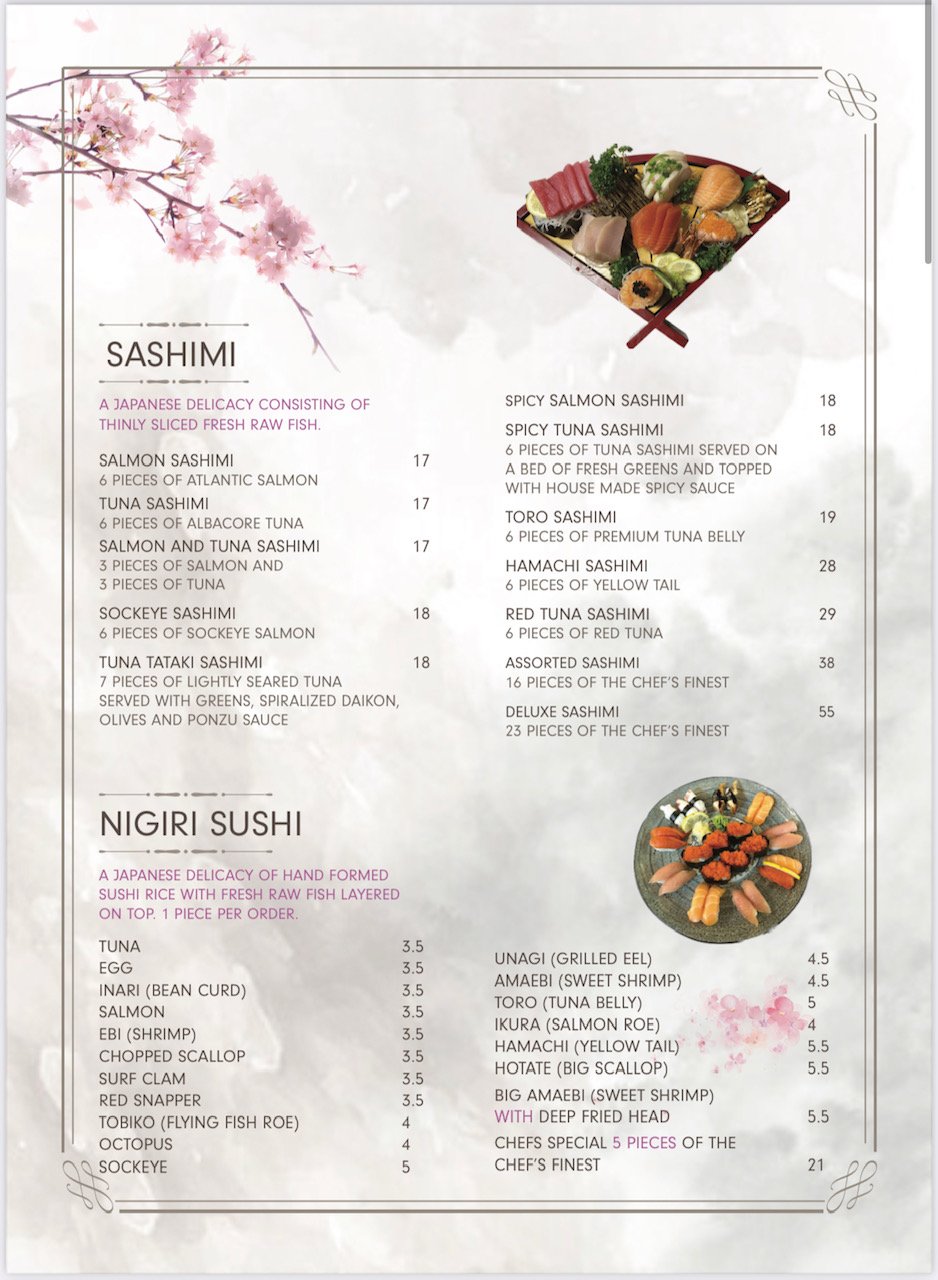 SASHIMI
A JAPANESE DELICACY CONSISTING OF
THINLY SLICED FRESH RAW FISH.
SALMON SASHIMI 17
6 PIECES OF ATLANTIC SALMON
TUNA SASHIMI 17
6 PIECES OF ALBACORE TUNA
SALMON AND TUNA SASHIMI 17
3 PIECES OF SALMON AND
3 PIECES OF TUNA
SOCKEYE SASHIMI 18
6 PIECES OF SOCKEYE SALMON
TUNA TATAKI SASHIMI 18
7 PIECES OF LIGHTLY SEARED TUNA
SERVED WITH GREENS, SPIRALIZED DAIKON,
OLIVES AND PONZU SAUCE
SPICY SALMON SASHIMI 18
SPICY TUNA SASHIMI 18
6 PIECES OF TUNA SASHIMI SERVED ON
A BED OF FRESH GREENS AND TOPPED
WITH HOUSE MADE SPICY SAUCE
TORO SASHIMI 19
6 PIECES OF PREMIUM TUNA BELLY
HAMACHI SASHIMI 28
6 PIECES OF YELLOW TAIL
RED TUNA SASHIMI 29
6 PIECES OF RED TUNA
ASSORTED SASHIMI 38
16 PIECES OF THE CHEF'S FINEST
DELUXE SASHIMI 55
23 PIECES OF THE CHEF'S FINEST
NIGIRI SUSHI
A JAPANESE DELICACY OF HAND FORMED
SUSHI RICE WITH FRESH RAW FISH LAYERED
ON TOP. 1 PIECE PER ORDER.
TUNA 3.5
EGG 3.5
INARI (BEAN CURD) 3.5
SALMON 3.5
EBI (SHRIMP) 3.5
CHOPPED SCALLOP 3.5
SURF CLAM 3.5
RED SNAPPER 3.5
TOBIKO (FLYING FISH ROE) 4
OCTOPUS 4
SOCKEYE 5
UNAGI (GRILLED EEL) 4.5
AMAEBI (SWEET SHRIMP) 4.5
TORO (TUNA BELLY) 5
IKURA (SALMON ROE) 4
HAMACHI (YELLOW TAIL) 5.5
HOTATE (BIG SCALLOP) 5.5
BIG AMAEBI (SWEET SHRIMP)
WITH DEEP FRIED HEAD 5.5
CHEFS SPECIAL 5 PIECES OF THE
CHEF'S FINEST 21